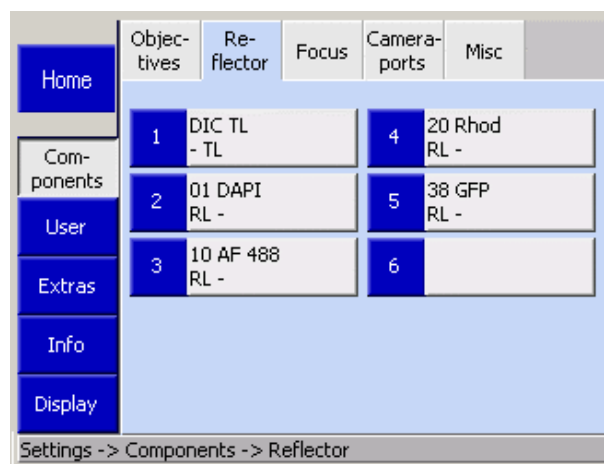 Objec-
tives
Re-
flector
Focus
Camera-
ports
Misc
Home
Com-
ponents
User
Extras
Info
Display
1
DIC TL
- TL
2
01 DAPI
RL -
3
10 AF 488
RL -
4
20 Rhod
RL -
5
38 GFP
RL -
6
Settings -> Components -> Reflector